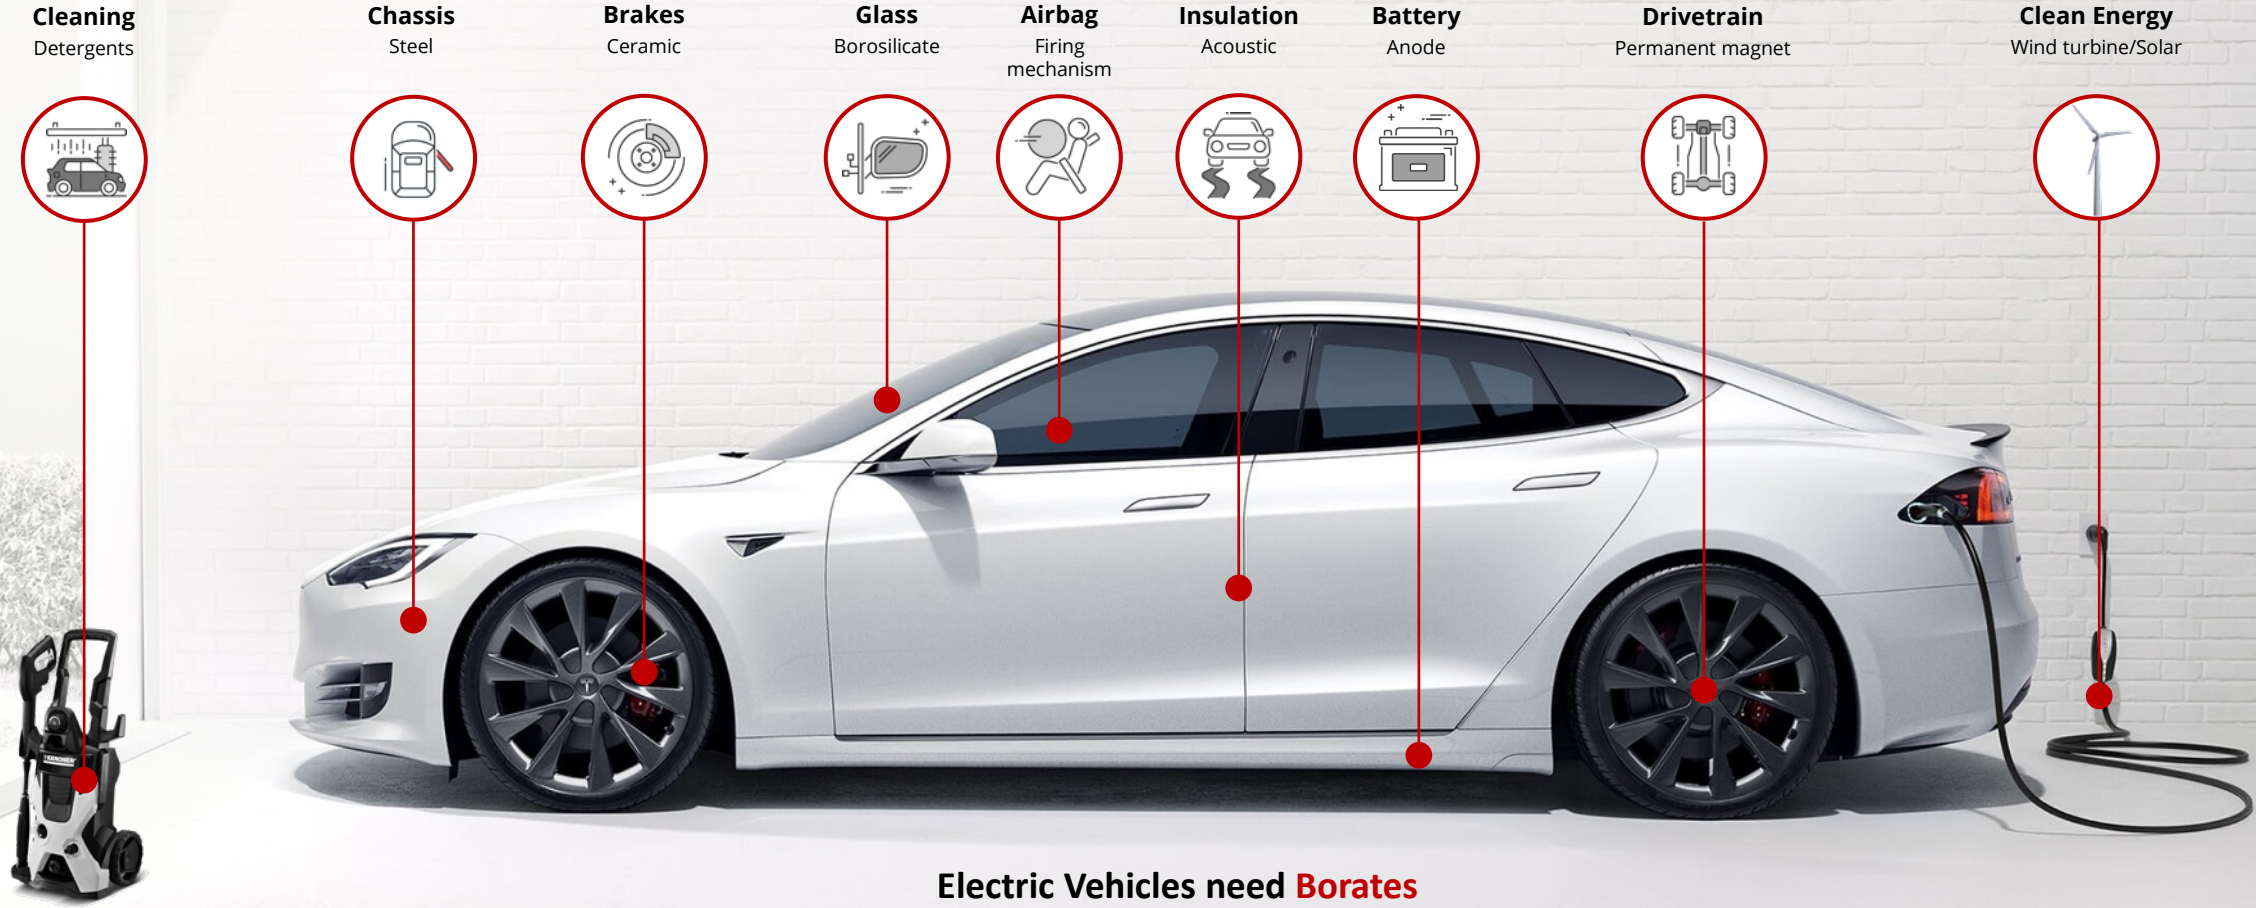 Cleaning
Detergents
Chassis
Steel
Brakes
Ceramic
Glass
Borosilicate
Airbag
Firing
mechanism
Insulation
Acoustic
Battery
Anode
Drivetrain
Permanent magnet
Clean Energy
Wind turbine/Solar
KARCHER
Electric Vehicles need Borates